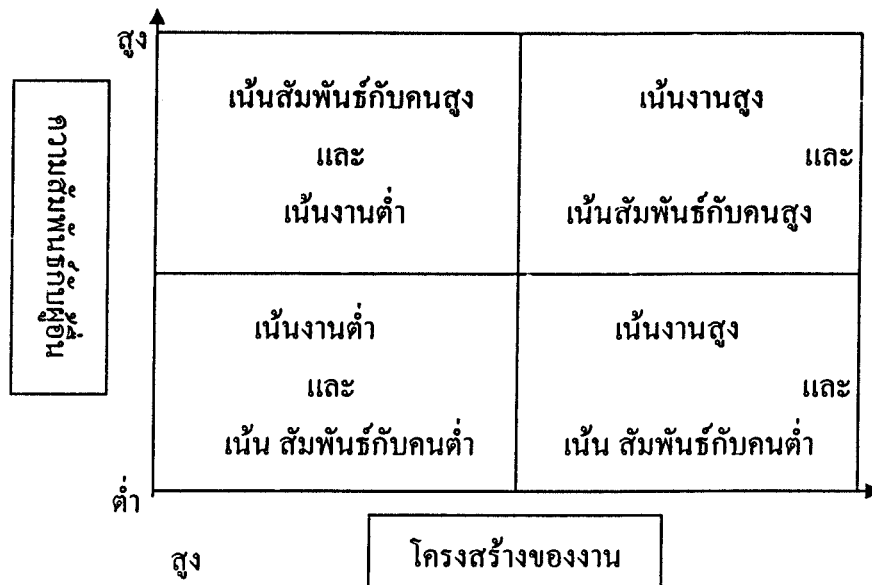 สูง
เน้นสัมพันธ์กับคนสูง
และ
เน้นงานต่ำ
เน้นงานสูง
และ
เน้นสัมพันธ์กับคนสูง
ความสัมพันธ์กับผู้อื่น
เน้นงานต่ำ
และ
เน้น สัมพันธ์กับคนต่ำ
เน้นงานสูง
และ
เน้น สัมพันธ์กับคนต่ำ
ต่ำ
สูง
โครงสร้างของงาน